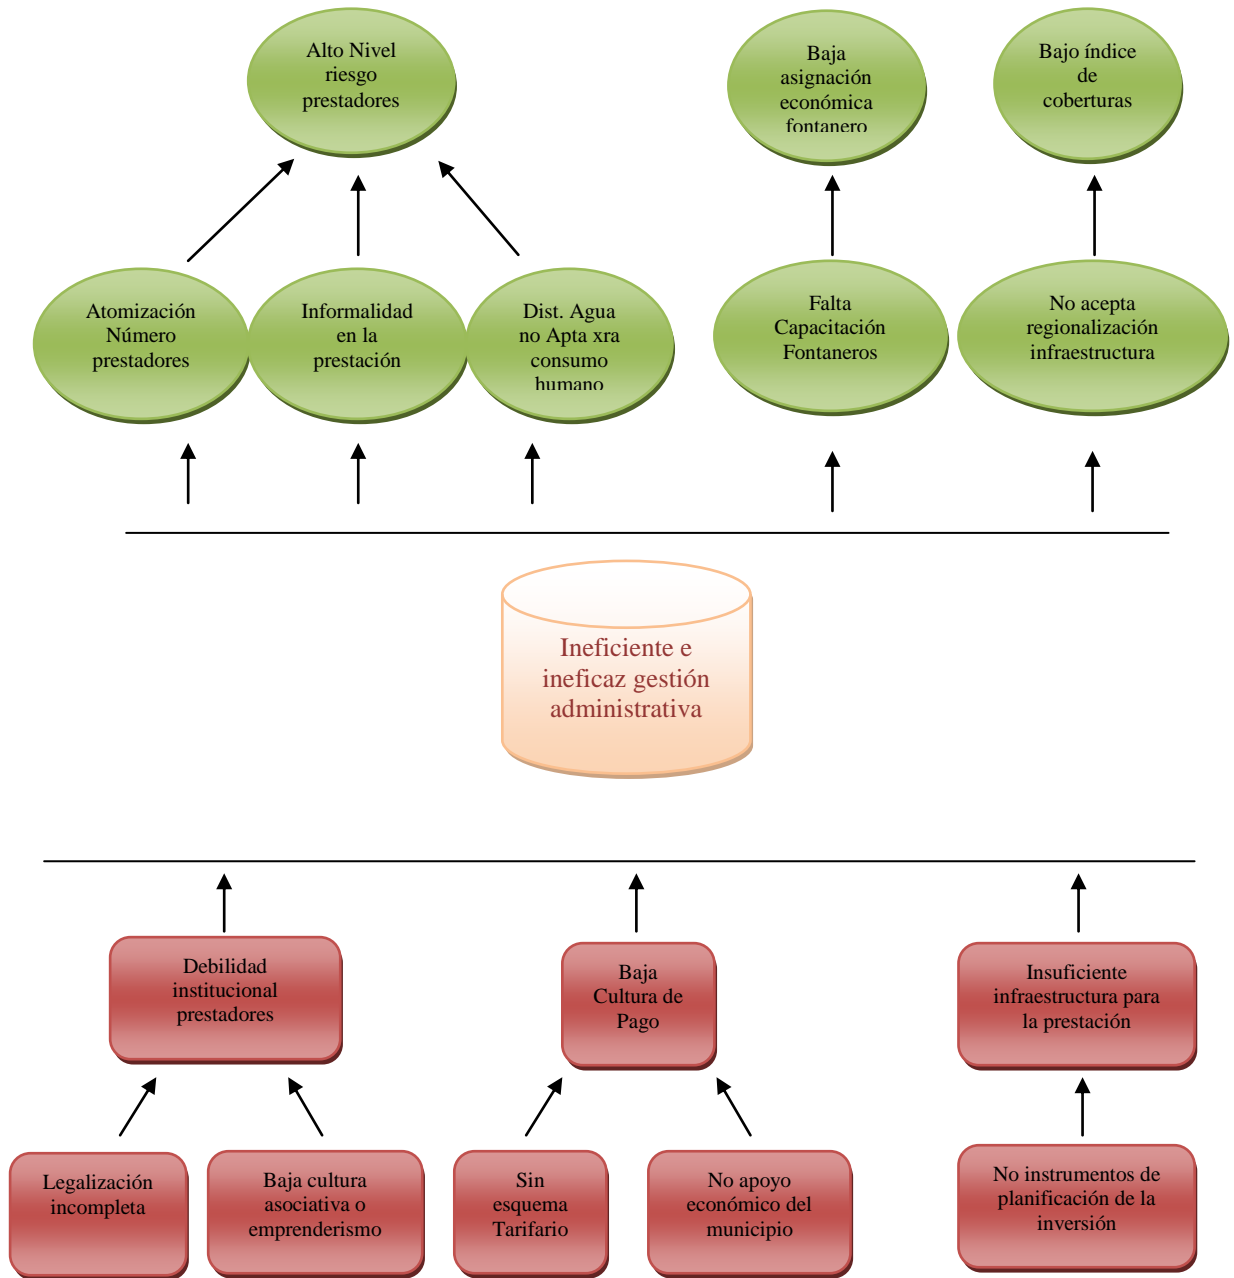 Alto Nivel
riesgo
prestadores
Baja
asignación
económica
fontanero
Bajo índice
de
coberturas
Atomización
Número
prestadores
Informalidad
en la
prestación
Dist. Agua
no Apta xra
consumo
humano
Falta
Capacitación
Fontaneros
No acepta
regionalización
infraestructura
Ineficiente e
ineficaz gestión
administrativa
Debilidad
institucional
prestadores
Baja
Cultura de
Pago
Insuficiente
infraestructura para
la prestación
Legalización
incompleta
Baja cultura
asociativa o
emprenderismo
Sin
esquema
Tarifario
No apoyo
económico del
municipio
No instrumentos de
planificación de la
inversión